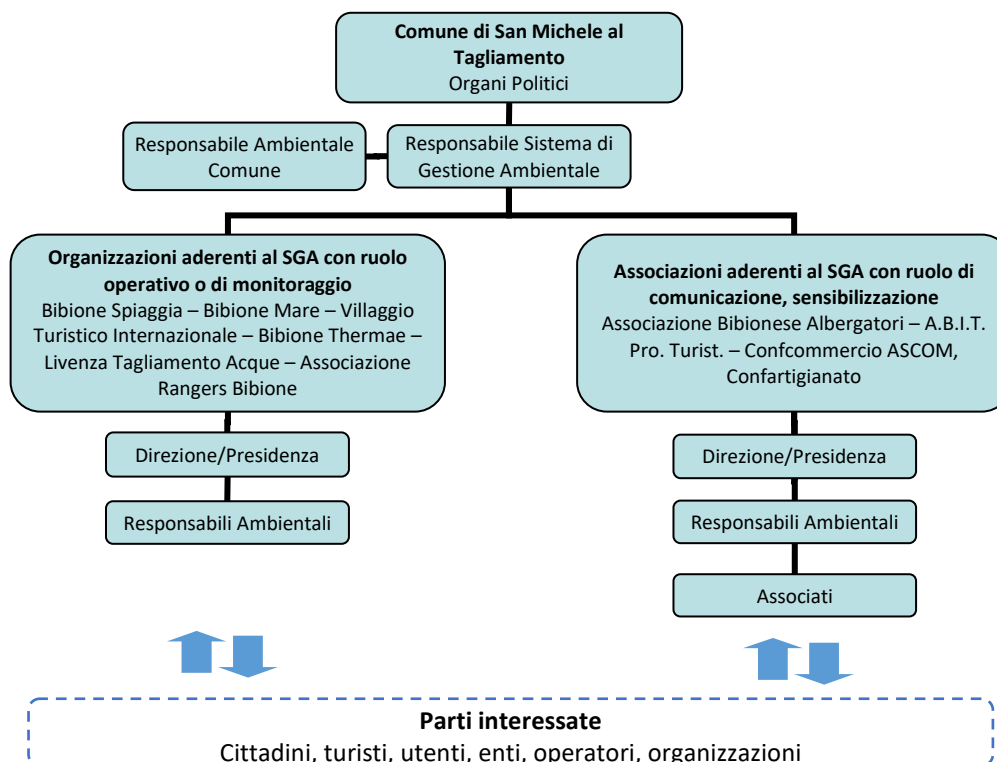 Comune di San Michele al
Tagliamento
Organi Politici
Responsabile Ambientale
Comune
Responsabile Sistema di
Gestione Ambientale
Organizzazioni aderenti al SGA con ruolo
operativo o di monitoraggio
Bibione Spiaggia – Bibione Mare – Villaggio
Turistico Internazionale – Bibione Thermae –
Livenza Tagliamento Acque – Associazione
Rangers Bibione
Associazioni aderenti al SGA con ruolo di
comunicazione, sensibilizzazione
Associazione Bibionese Albergatori – A.B.I.T.
Pro. Turist. – Confcommercio ASCOM,
Confartigianato
Direzione/Presidenza
Responsabili Ambientali
Direzione/Presidenza
Responsabili Ambientali
Associati
Parti interessate
Cittadini, turisti, utenti, enti, operatori, organizzazioni